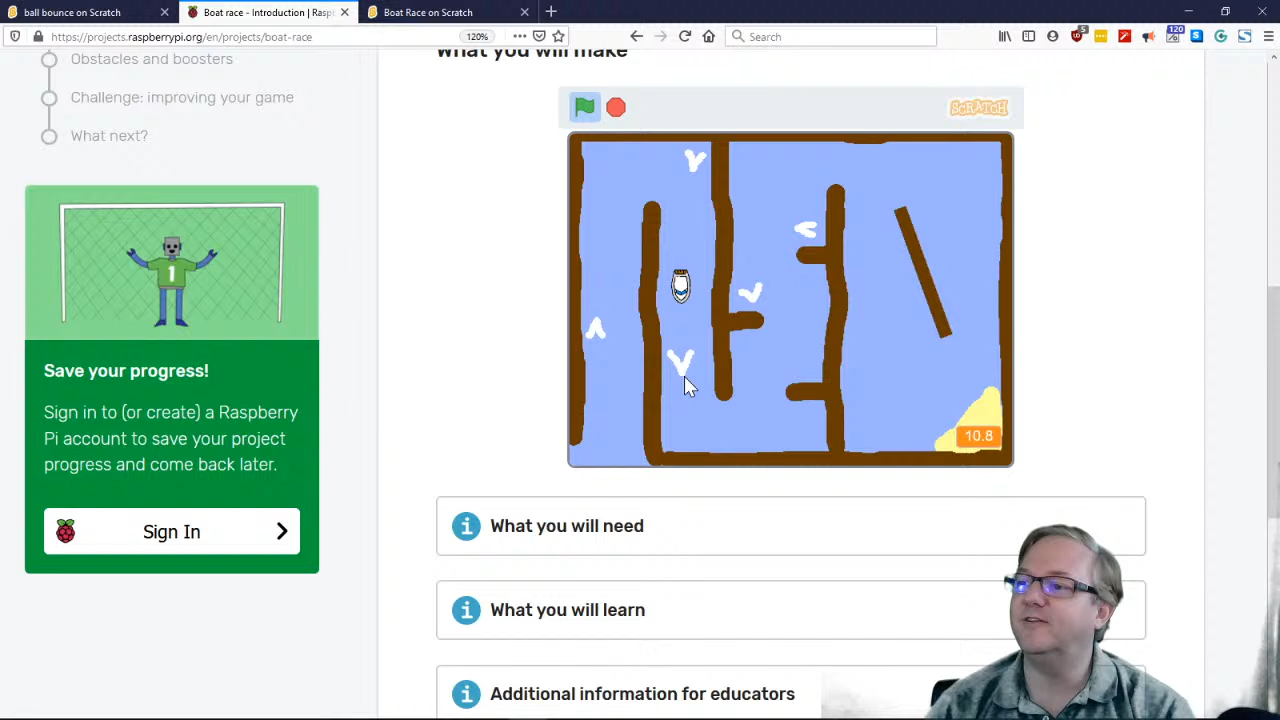 ball bounce on Scratch
Boat race - Introduction | Rasp
Boat Race on Scratch
https://projects.raspberrypi.org/en/projects/boat-race
120%
Search
5
120
What you will make
Obstacles and boosters
Challenge: improving your game
What next?
SCRATCH
1
10.8
Save your progress!
Sign in to (or create) a Raspberry
Pi account to save your project
progress and come back later.
Sign In
What you will need
What you will learn
Additional information for educators